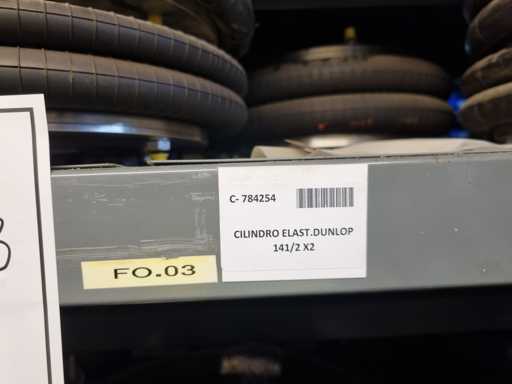 C- 784254
CILINDRO ELAST.DUNLOP
141/2 X2
FO.03